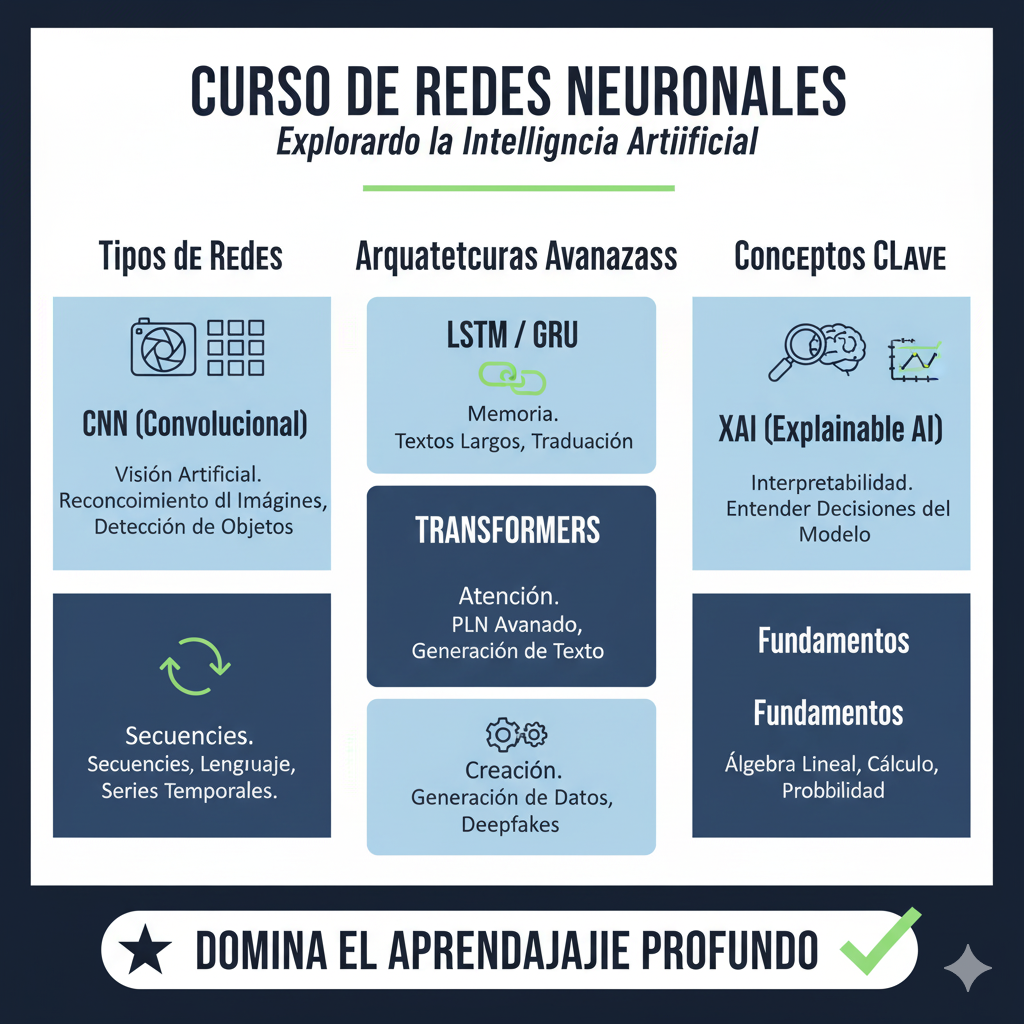 CURSO DE REDES NEURONALES
Explorardo la Intelligncia Artiificial
Tipos de Redes
CNN (Convolucional)
Visión Artificial.
Reconcoimiento dl Imágines,
Detección de Objetos
Secuencies.
Secuencies, Lengıuaje,
Series Temporales.
Arquatetcuras Avanazass
LSTM / GRU
Memoria.
Textos Largos, Traduación
TRANSFORMERS
Atención.
PLN Avanado,
Generación de Texto
Creación.
Generación de Datos,
Deepfakes
Conceptos CLAVE
XAI (Explainable AI)
Interpretabilidad.
Entender Decisiones del
Modelo
Fundamentos
Fundamentos
Álgebra Lineal, Cálculo,
Probbilidad
DOMINA EL APRENDAJAJIE PROFUNDO